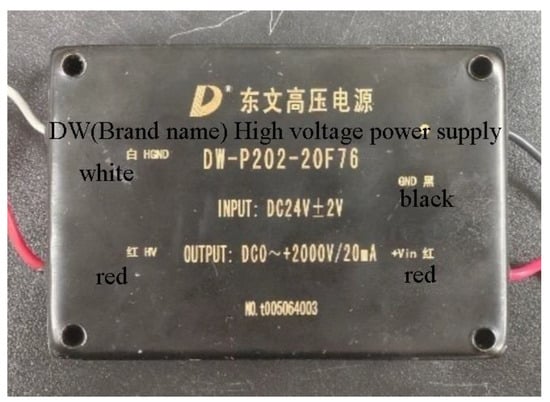 D® 东文高压电源
DW(Brand name) High voltage power supply
白 HGND
DW-P202-20F76
white
GND 黑
INPUT: DC24V±2V
black
红 HV
OUTPUT: DC0～+2000V/20mA
+Vin 红
red
red
NO.t005064003